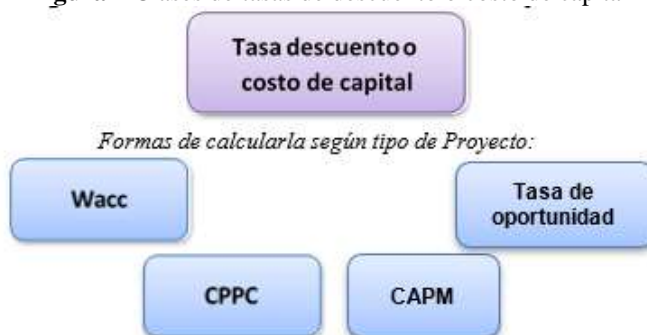 Tasa descuento o
costo de capital
Formas de calcularla según tipo de Proyecto:
Wacc
Tasa de
oportunidad
CPPC
CAPM